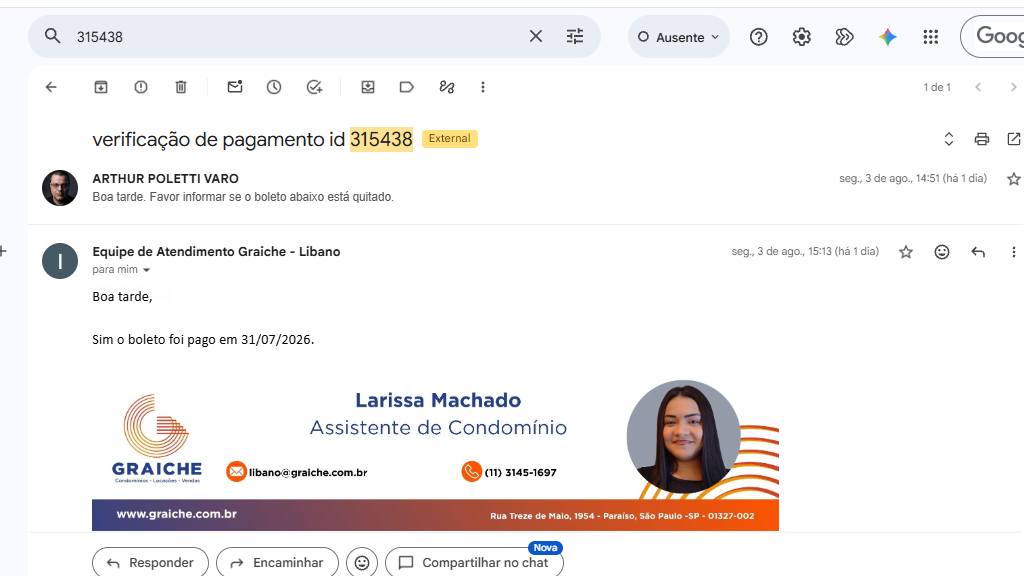 315438
Ausente
Goog
1 de 1
verificação de pagamento id 315438 External
ARTHUR POLETTI VARO
seg., 3 de ago., 14:51 (há 1 dia)
Boa tarde. Favor informar se o boleto abaixo está quitado.
I
Equipe de Atendimento Graiche - Libano
seg., 3 de ago., 15:13 (há 1 dia)
para mim
Boa tarde,
Sim o boleto foi pago em 31/07/2026.
Larissa Machado
Assistente de Condomínio
GRAICHE
Condomínios - Locações - Vendas
libano@graiche.com.br
(11) 3145-1697
www.graiche.com.br
Rua Treze de Maio, 1954 - Paraíso, São Paulo -SP - 01327-002
Nova
Responder
Encaminhar
Compartilhar no chat